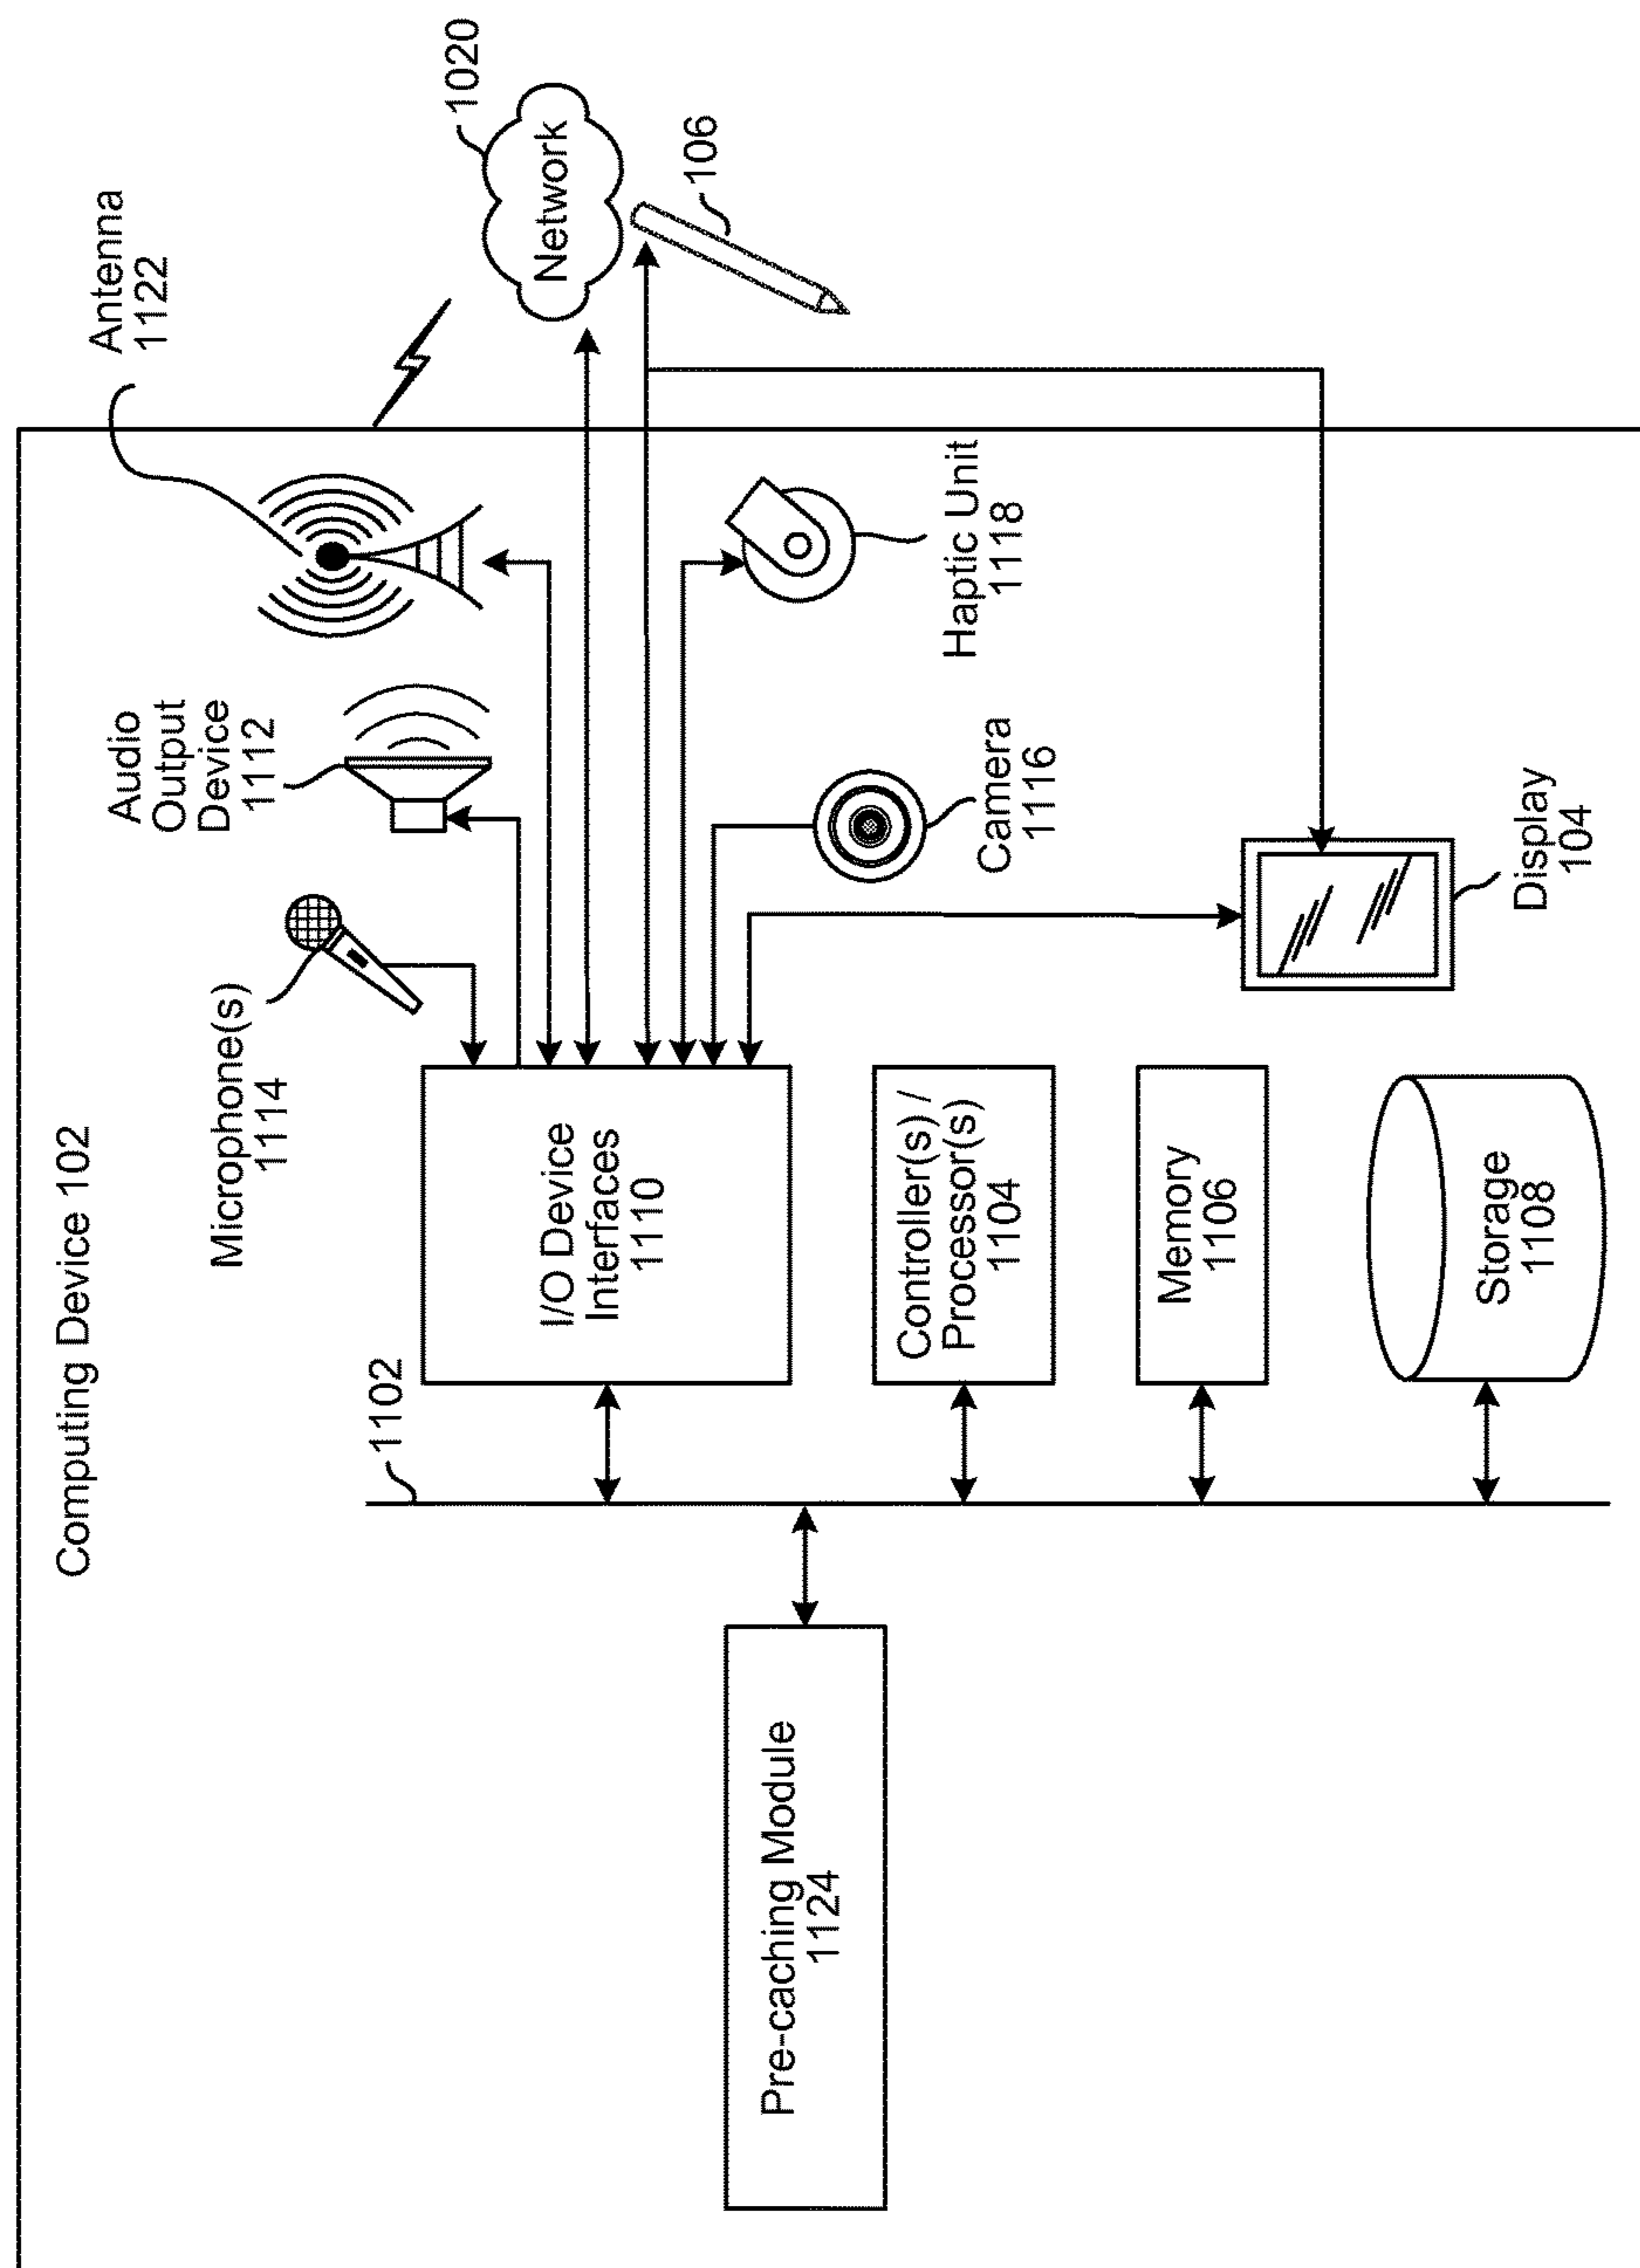 Computing Device 102
Antenna
1122
1020
Network
106
Audio
Output
Device
1112
Microphone(s)
1114
Haptic Unit
1118
Camera
1116
1102
I/O Device
Interfaces
1110
Pre-caching Module
1124
Controller(s) /
Processor(s)
1104
Memory
1106
Storage
1108
Display
104